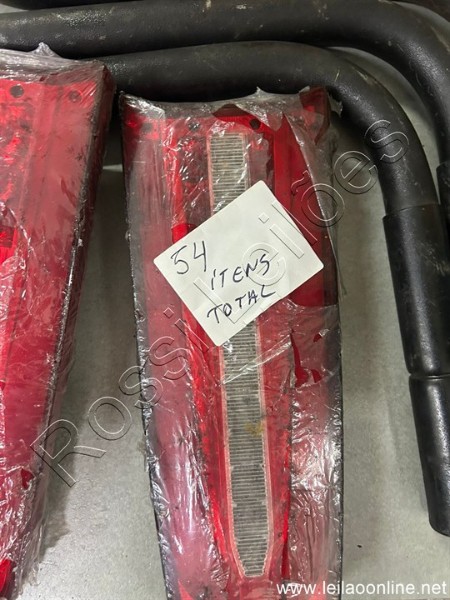 54
ITENS
TOTAL
Rossi Leilões
www.leilaoonline.net